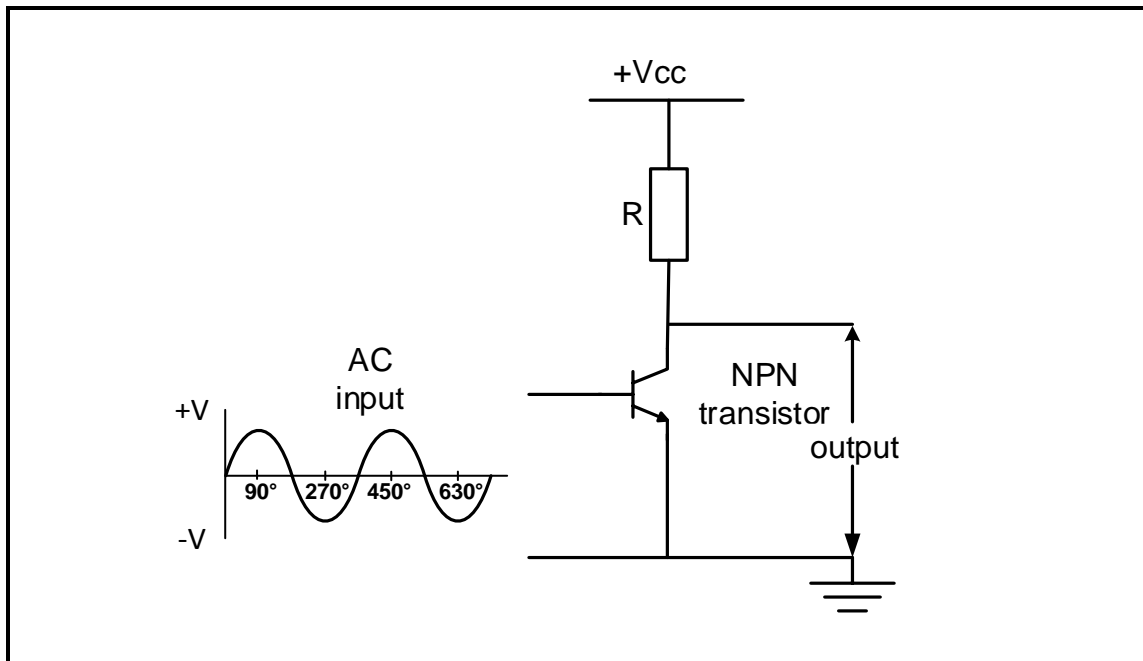 +Vcc
R
AC
input
NPN
transistor
output
+V
90° 270° 450° 630°
-V